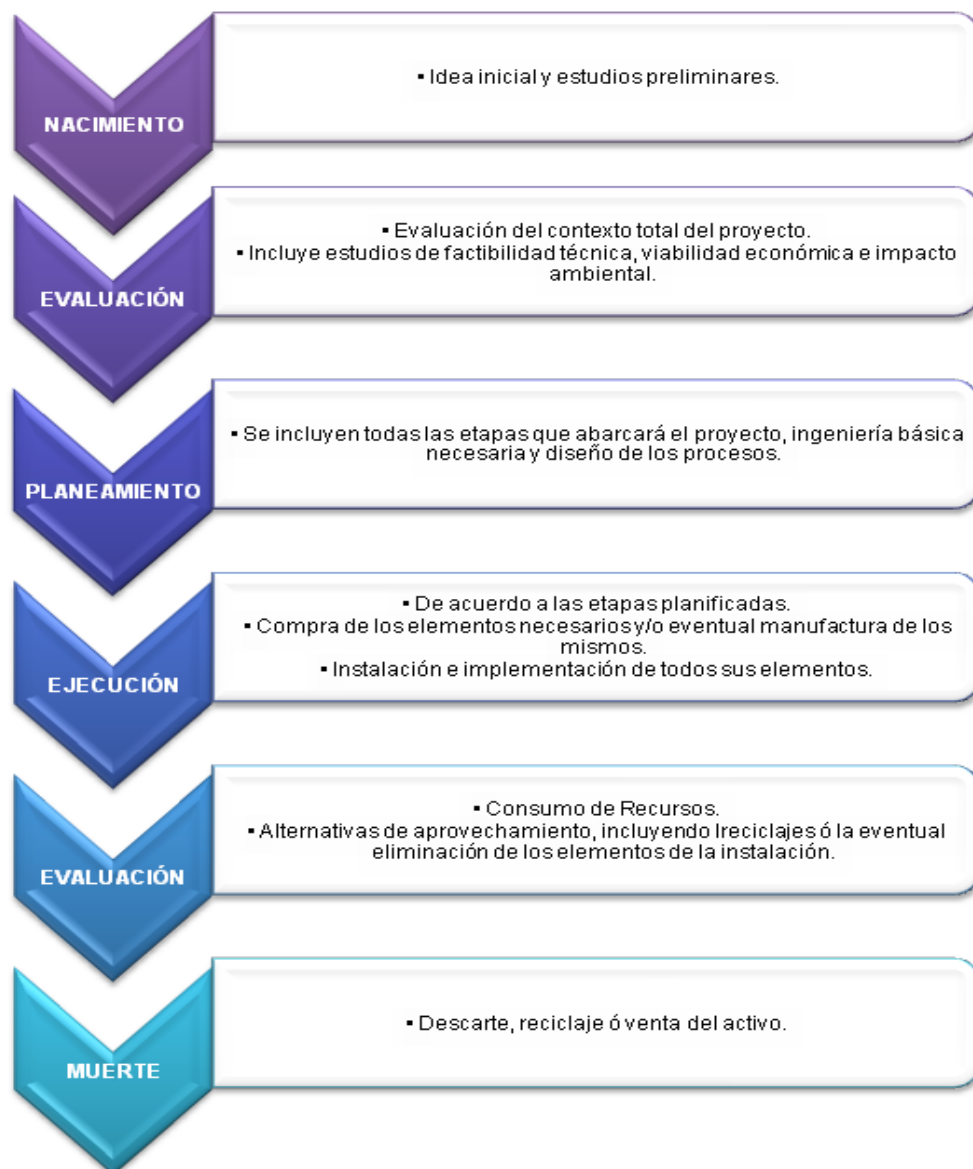 NACIMIENTO
▪ Idea inicial y estudios preliminares.
EVALUACIÓN
▪ Evaluación del contexto total del proyecto.
▪ Incluye estudios de factibilidad técnica, viabilidad económica e impacto
ambiental.
PLANEAMIENTO
▪ Se incluyen todas las etapas que abarcará el proyecto, ingeniería básica
necesaria y diseño de los procesos.
EJECUCIÓN
▪ De acuerdo a las etapas planificadas.
▪ Compra de los elementos necesarios y/o eventual manufactura de los
mismos.
▪ Instalación e implementación de todos sus elementos.
EVALUACIÓN
▪ Consumo de Recursos.
▪ Alternativas de aprovechamiento, incluyendo lreciclajes ó la eventual
eliminación de los elementos de la instalación.
MUERTE
▪ Descarte, reciclaje ó venta del activo.